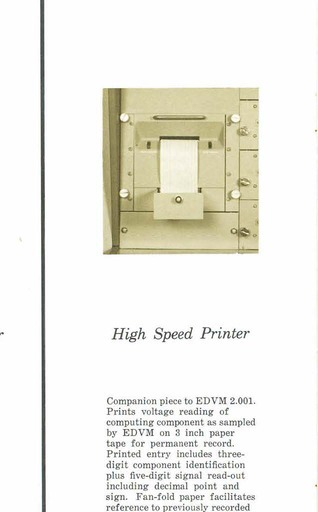 r
High Speed Printer
Companion piece to EDVM 2.001.
Prints voltage reading of
computing component as sampled
by EDVM on 3 inch paper
tape for permanent record.
Printed entry includes three-
digit component identification
plus five-digit signal read-out
including decimal point and
sign. Fan-fold paper facilitates
reference to previously recorded